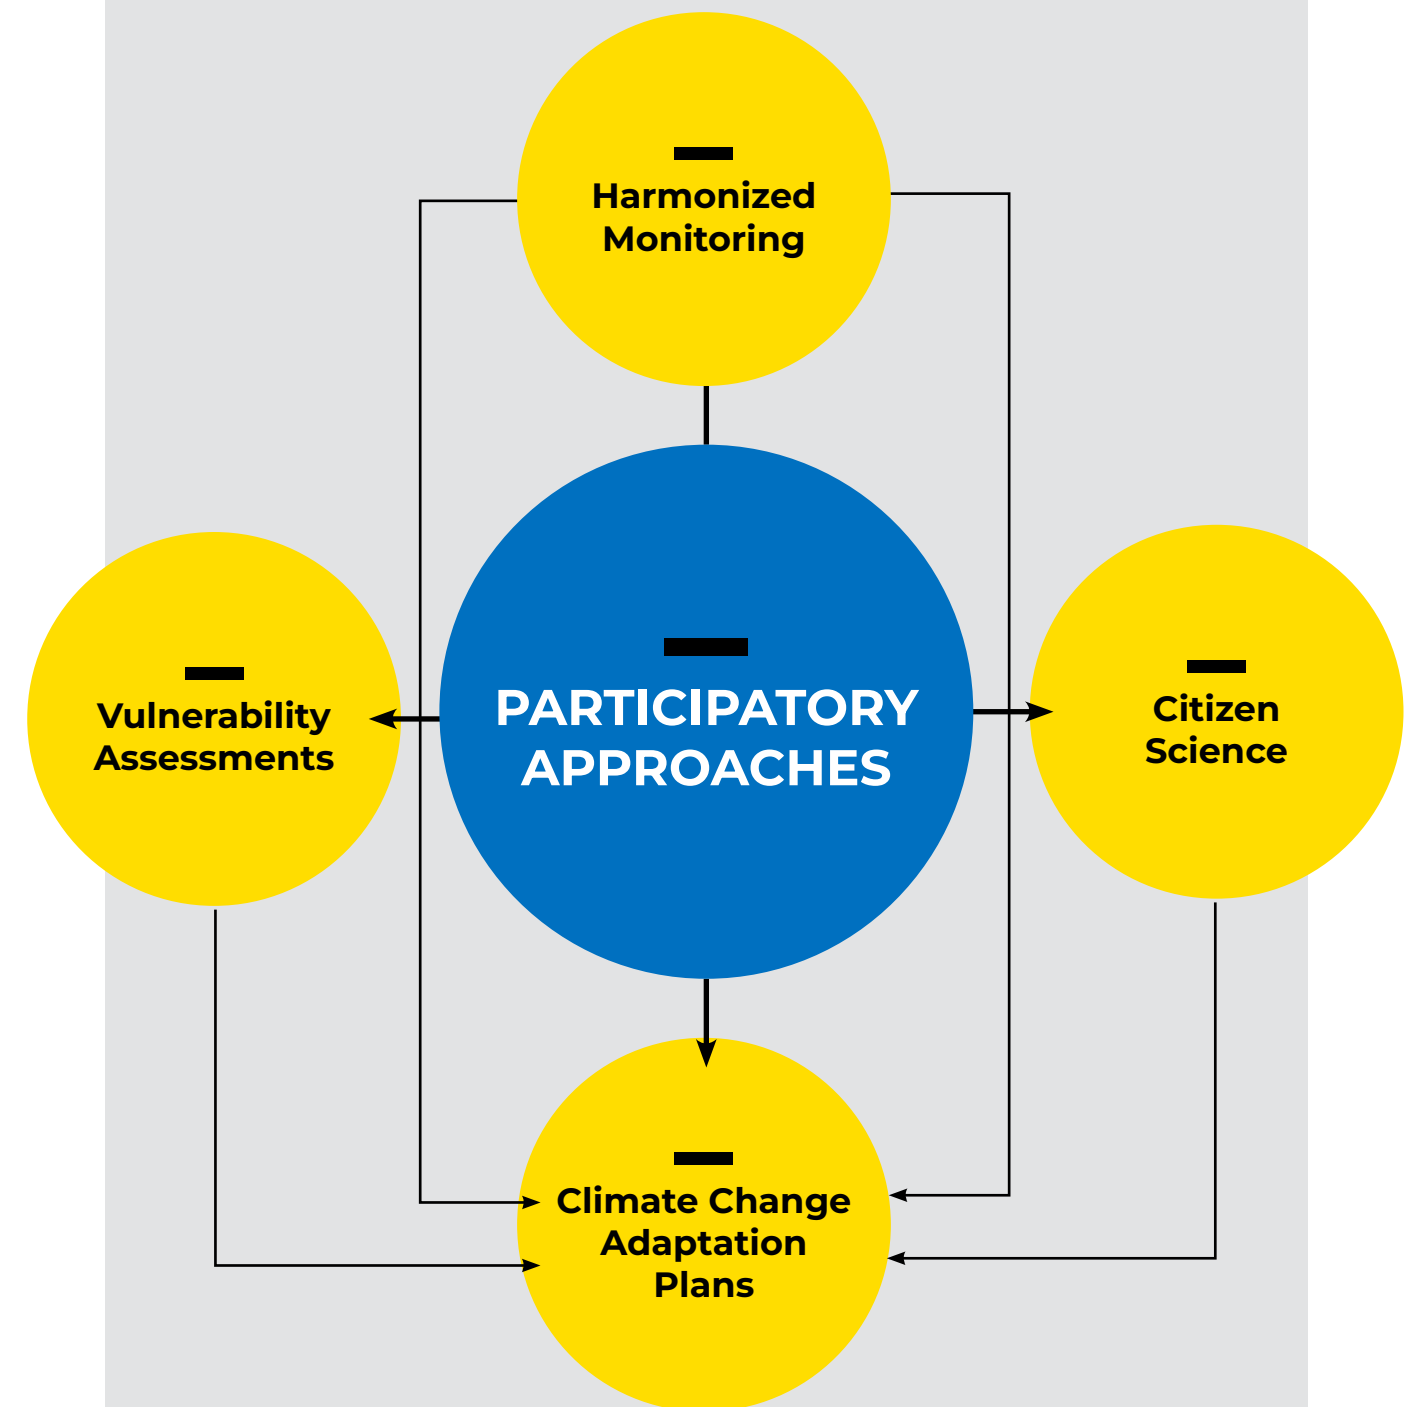 Harmonized
Monitoring
Vulnerability
Assessments
PARTICIPATORY
APPROACHES
Citizen
Science
Climate Change
Adaptation
Plans